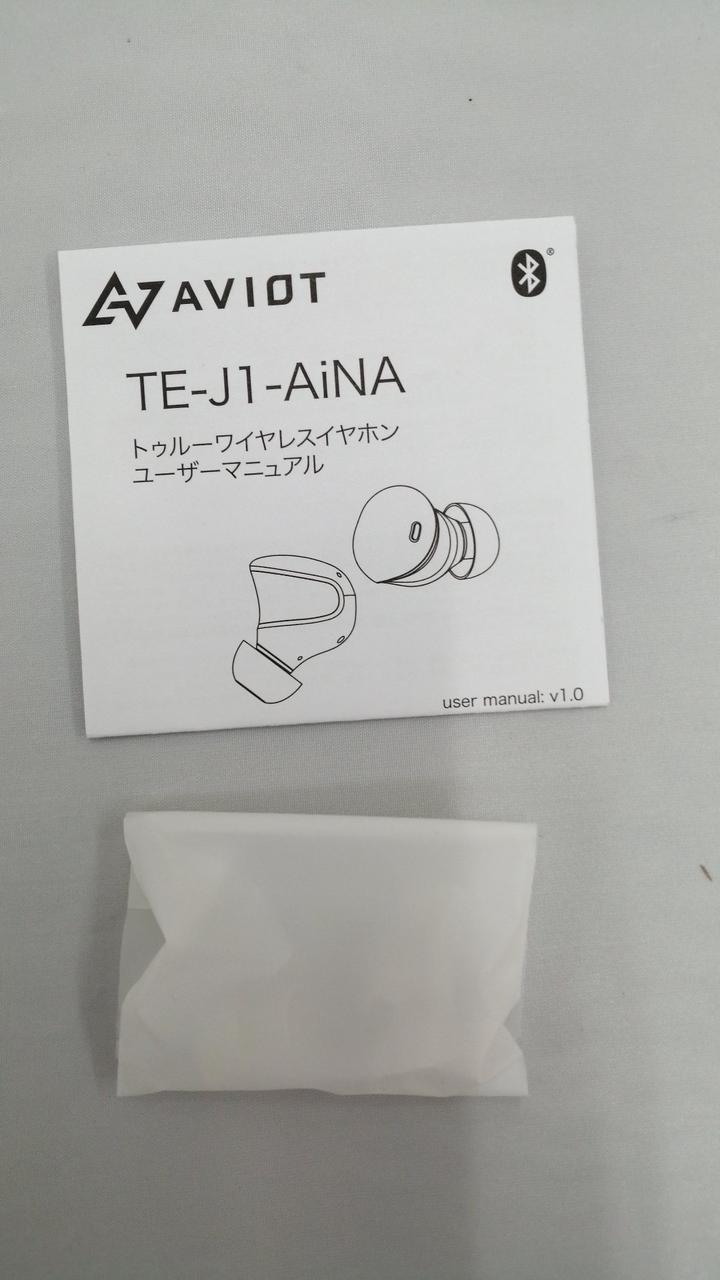 AVIOT
TE-J1-AiNA
トゥルーワイヤレスイヤホン
ユーザーマニュアル
user manual: v1.0